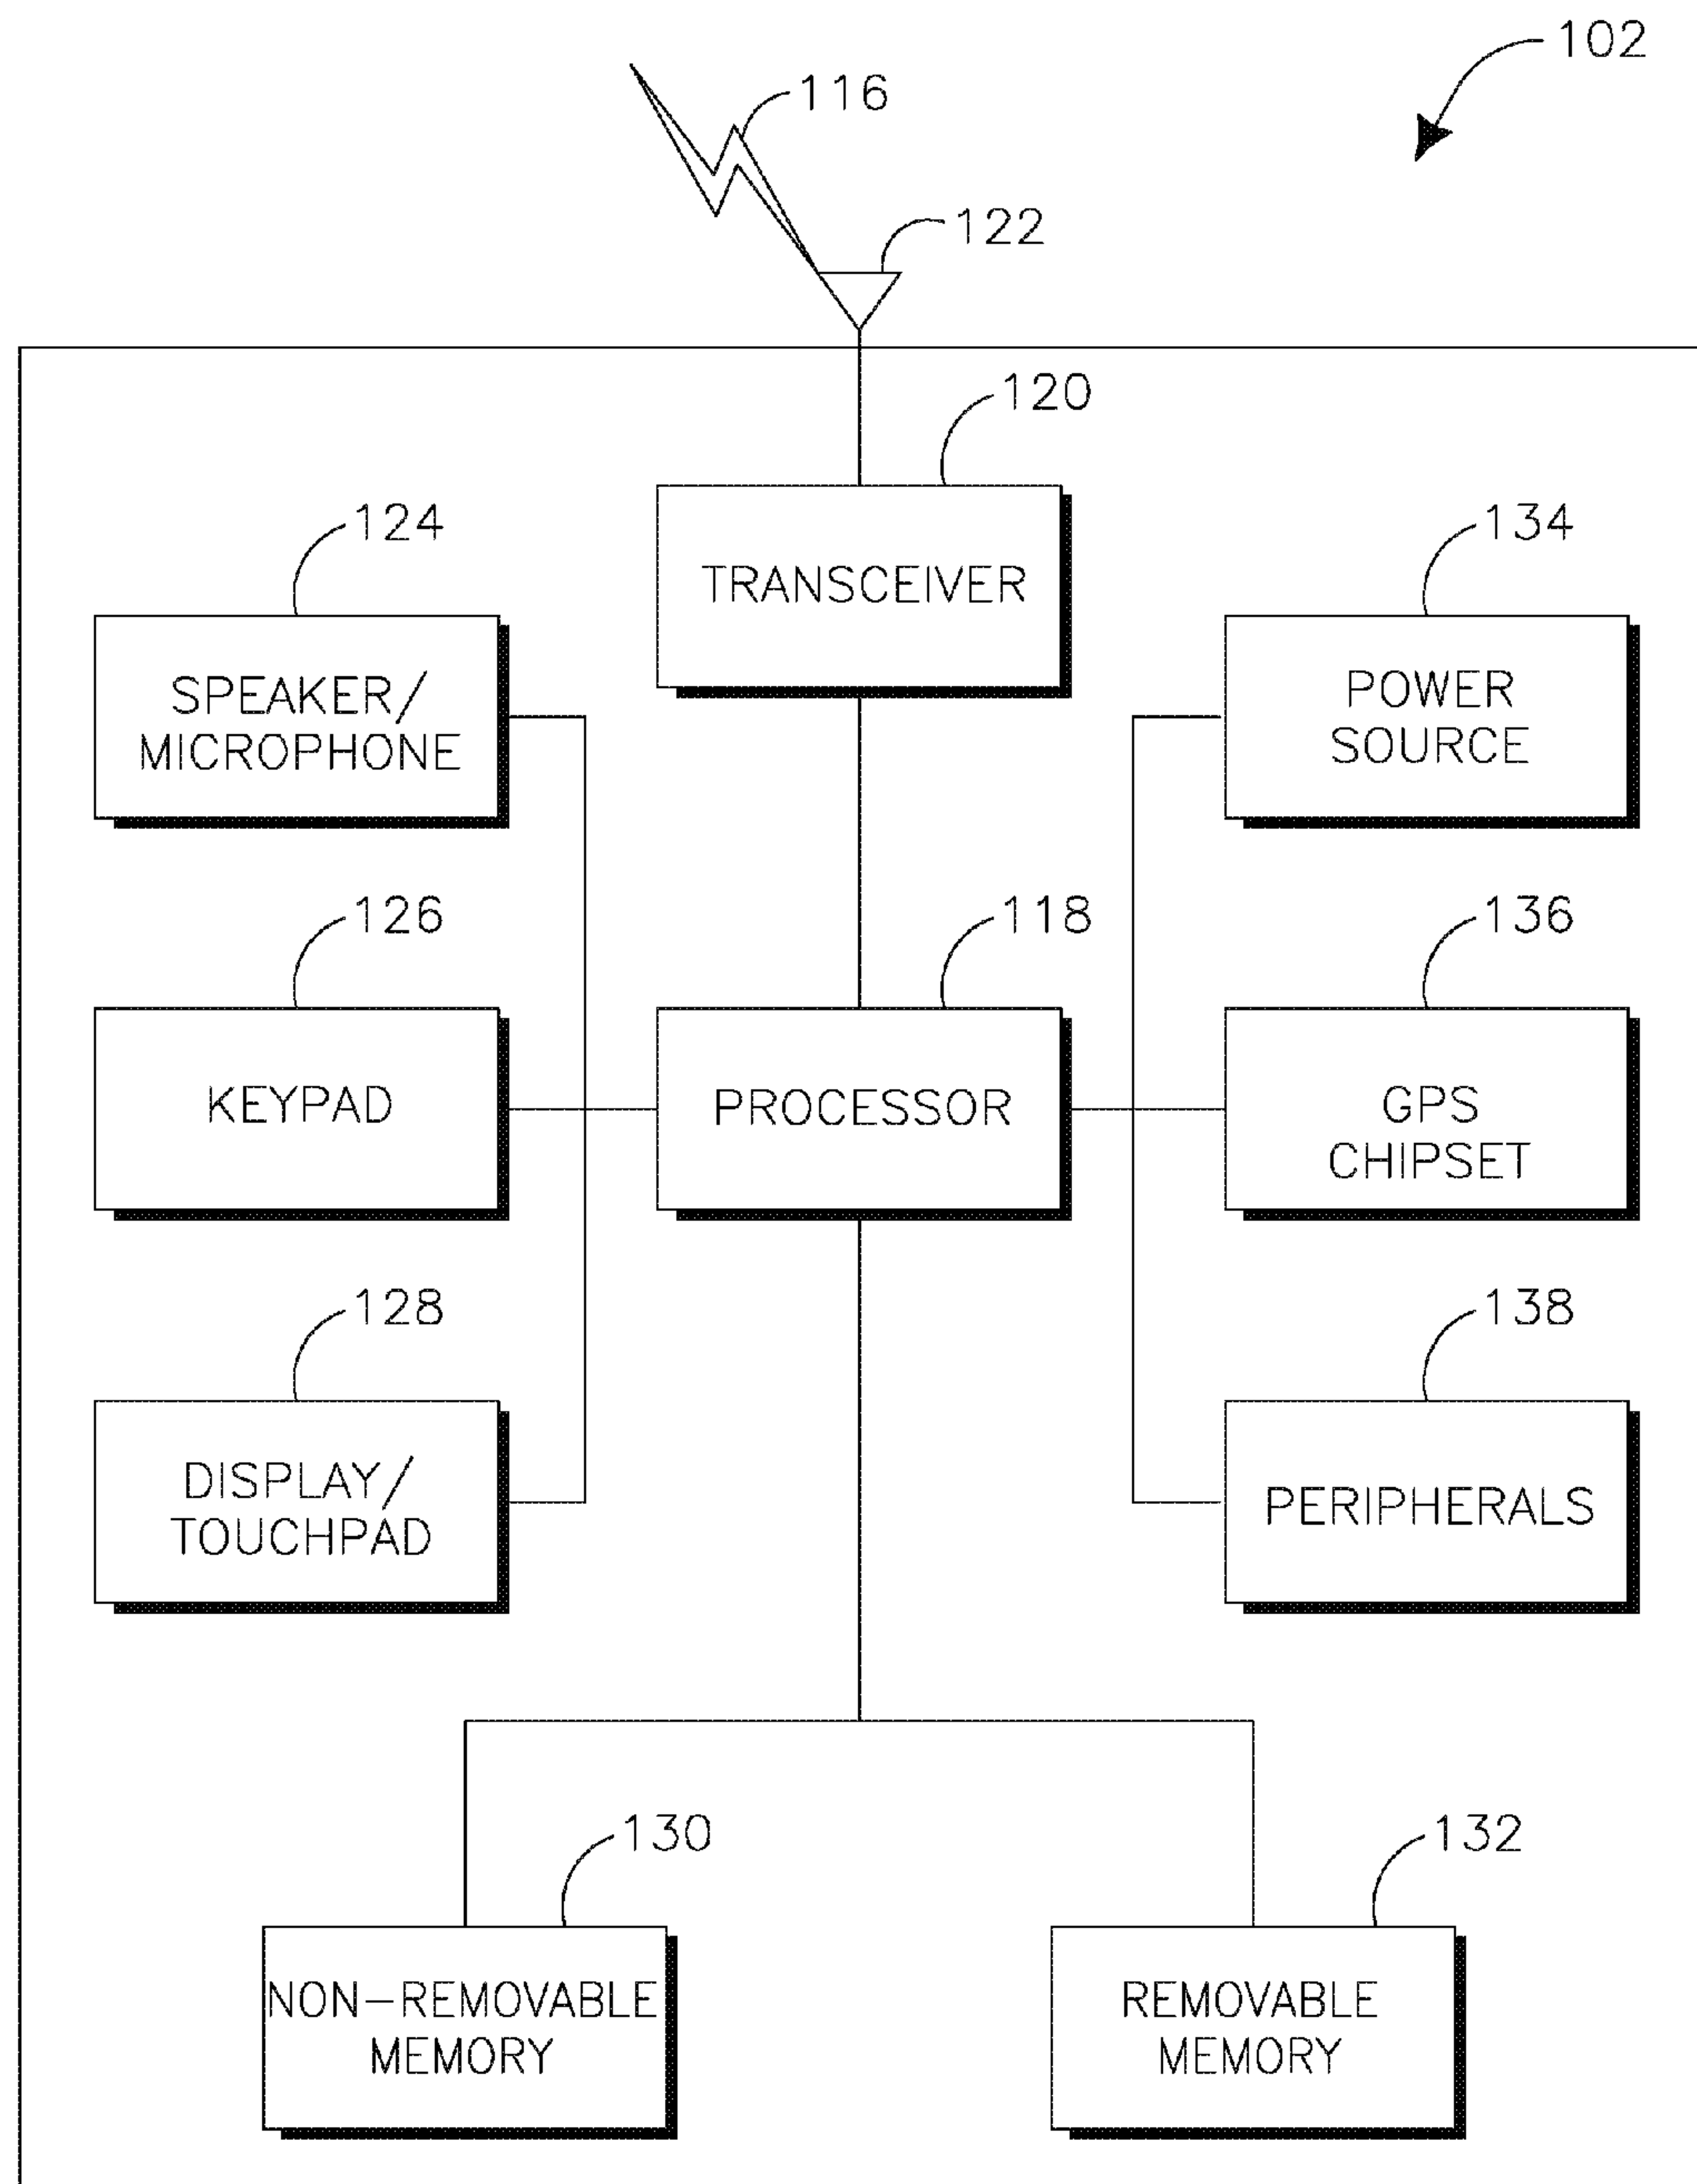 102
116
122
120
124
134
TRANSCEIVER
SPEAKER/
MICROPHONE
POWER
SOURCE
126
118
136
KEYPAD
PROCESSOR
GPS
CHIPSET
128
138
DISPLAY/
TOUCHPAD
PERIPHERALS
130
132
NON-REMOVABLE
MEMORY
REMOVABLE
MEMORY